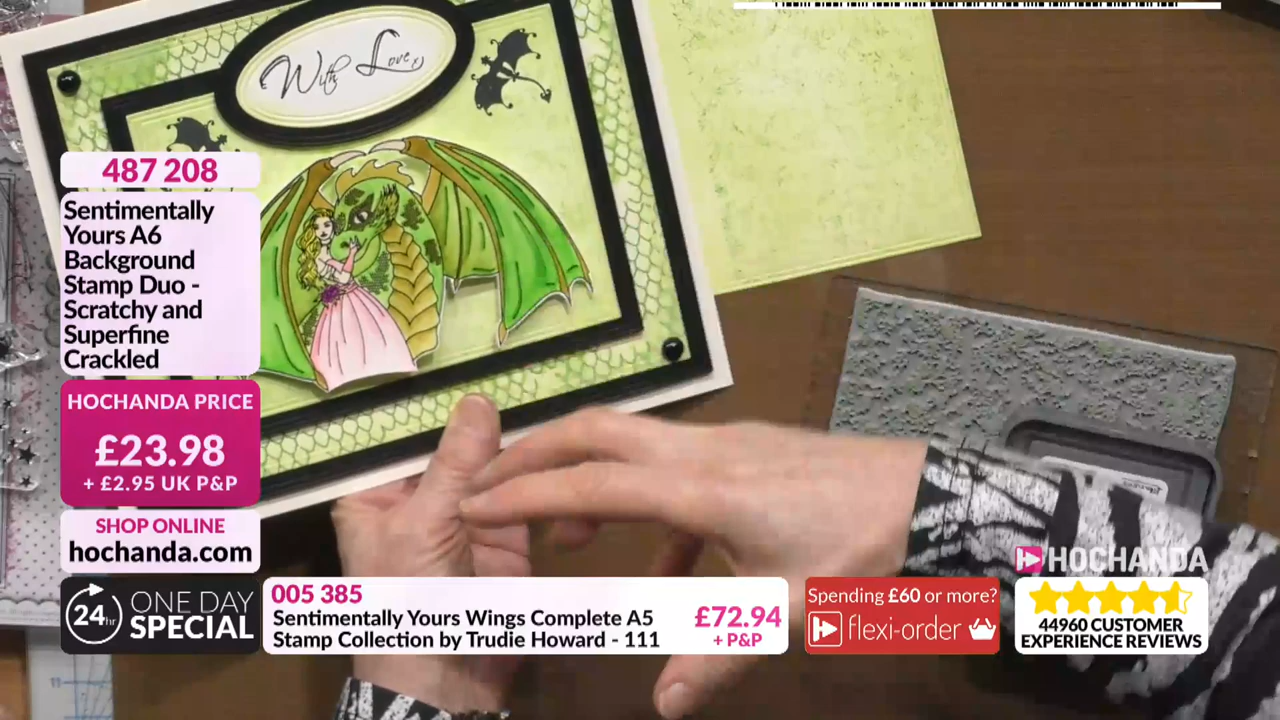 With Love x
487 208
Sentimentally
Yours A6
Background
Stamp Duo -
Scratchy and
Superfine
Crackled
HOCHANDA PRICE
£23.98
+ £2.95 UK P&P
SHOP ONLINE
hochanda.com
24hr
ONE DAY
SPECIAL
005 385
Sentimentally Yours Wings Complete A5
Stamp Collection by Trudie Howard - 111
£72.94
+ P&P
Spending £60 or more?
flexi-order
HOCHANDA
44960 CUSTOMER
EXPERIENCE REVIEWS